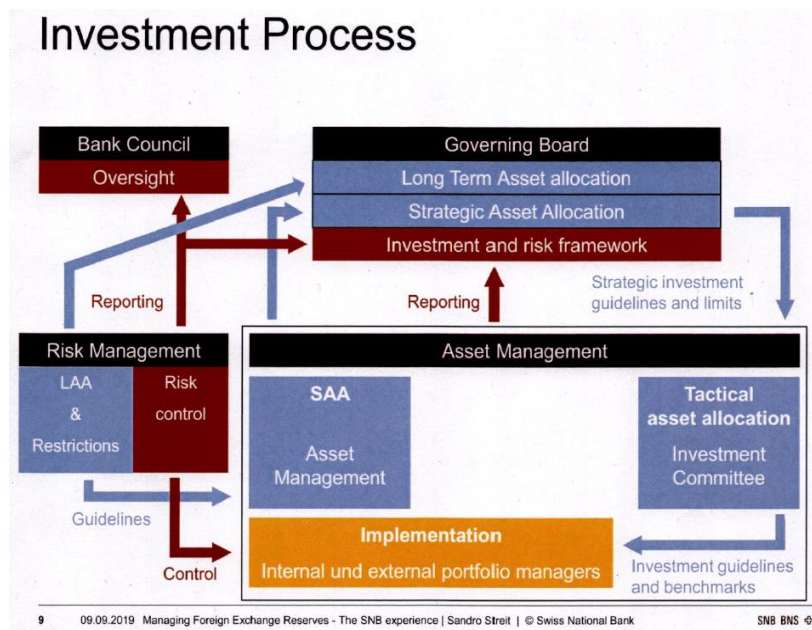 Investment Process
Bank Council
Oversight
Governing Board
Long Term Asset allocation
Strategic Asset Allocation
Investment and risk framework
Reporting
Reporting
Strategic investment
guidelines and limits
Risk Management
LAA
&
Restrictions
Risk
control
Asset Management
SAA
Asset
Management
Tactical
asset allocation
Investment
Committee
Guidelines
Control
Implementation
Internal und external portfolio managers
Investment guidelines
and benchmarks
9 09.09.2019 Managing Foreign Exchange Reserves - The SNB experience | Sandro Streit | © Swiss National Bank SNB BNS